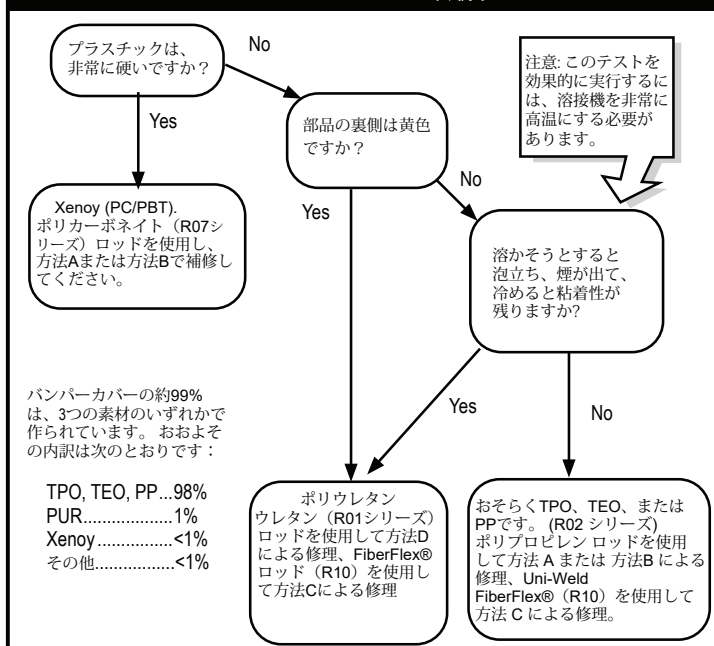 プラスチックは、
非常に硬いですか？
No
注意: このテストを
効果的に実行するに
は、溶接機を非常に
高温にする必要が
あります。
Yes
部品の裏側は黄色
ですか？
No
Yes
Xenoy (PC/PBT).
ポリカーボネイト（R07シ
リーズ）ロッドを使用し、
方法Aまたは方法Bで補修し
てください。
溶かそうとすると
泡立ち、煙が出て、
冷めると粘着性が
残りますか?
バンパーカバーの約99%
は、3つの素材のいずれかで
作られています。 おおよそ
の内訳は次のとおりです：
Yes
No
TPO, TEO, PP...98%
PUR..................1%
Xenoy.............<1%
その他................<1%
ポリウレタン
ウレタン（R01シリーズ）
ロッドを使用して方法D
による修理、FiberFlex®
ロッド（R10）を使用し
て方法Cによる修理
おそらくTPO、TEO、または
PPです。 (R02 シリーズ)
ポリプロピレン ロッドを使用
して方法 A または 方法B による
修理、Uni-Weld
FiberFlex®（R10）を使用して
方法 C による修理。